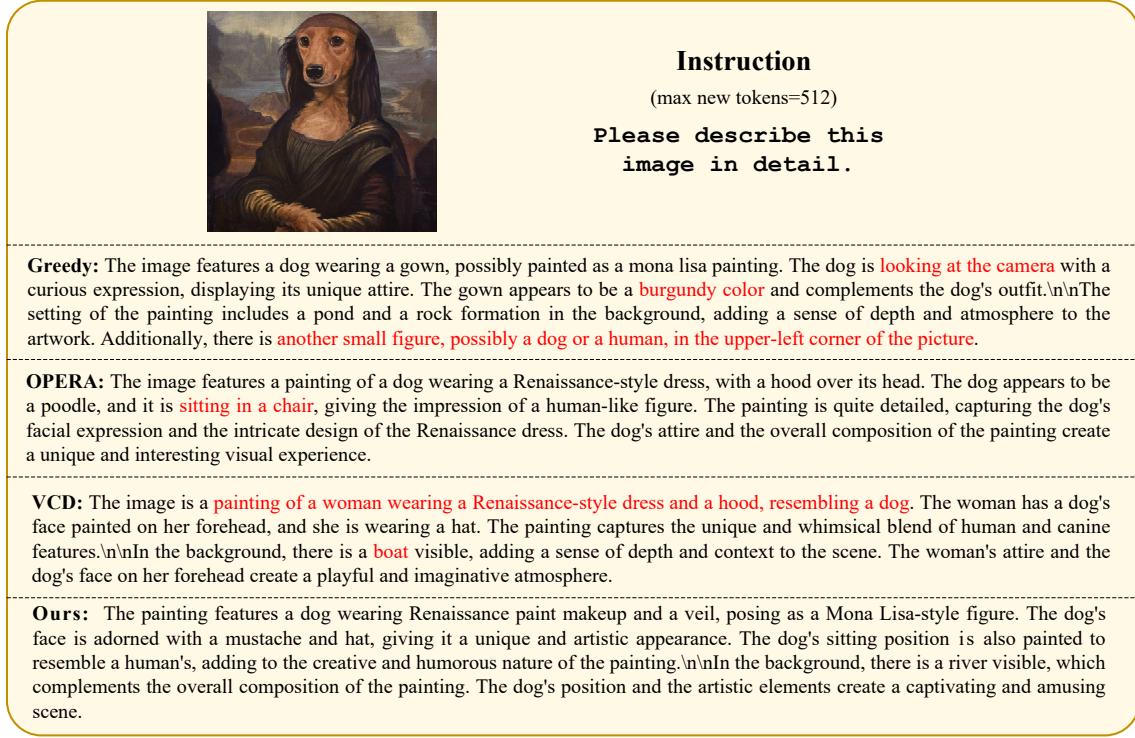 Instruction
(max new tokens=512)
Please describe this
image in detail.
Greedy: The image features a dog wearing a gown, possibly painted as a mona lisa painting. The dog is looking at the camera with a
curious expression, displaying its unique attire. The gown appears to be a burgundy color and complements the dog's outfit.\n\nThe
setting of the painting includes a pond and a rock formation in the background, adding a sense of depth and atmosphere to the
artwork. Additionally, there is another small figure, possibly a dog or a human, in the upper-left corner of the picture.
OPERA: The image features a painting of a dog wearing a Renaissance-style dress, with a hood over its head. The dog appears to be
a poodle, and it is sitting in a chair, giving the impression of a human-like figure. The painting is quite detailed, capturing the dog's
facial expression and the intricate design of the Renaissance dress. The dog's attire and the overall composition of the painting create
a unique and interesting visual experience.
VCD: The image is a painting of a woman wearing a Renaissance-style dress and a hood, resembling a dog. The woman has a dog's
face painted on her forehead, and she is wearing a hat. The painting captures the unique and whimsical blend of human and canine
features.\n\nIn the background, there is a boat visible, adding a sense of depth and context to the scene. The woman's attire and the
dog's face on her forehead create a playful and imaginative atmosphere.
Ours: The painting features a dog wearing Renaissance paint makeup and a veil, posing as a Mona Lisa-style figure. The dog's
face is adorned with a mustache and hat, giving it a unique and artistic appearance. The dog's sitting position is also painted to
resemble a human's, adding to the creative and humorous nature of the painting.\n\nIn the background, there is a river visible, which
complements the overall composition of the painting. The dog's position and the artistic elements create a captivating and amusing
scene.